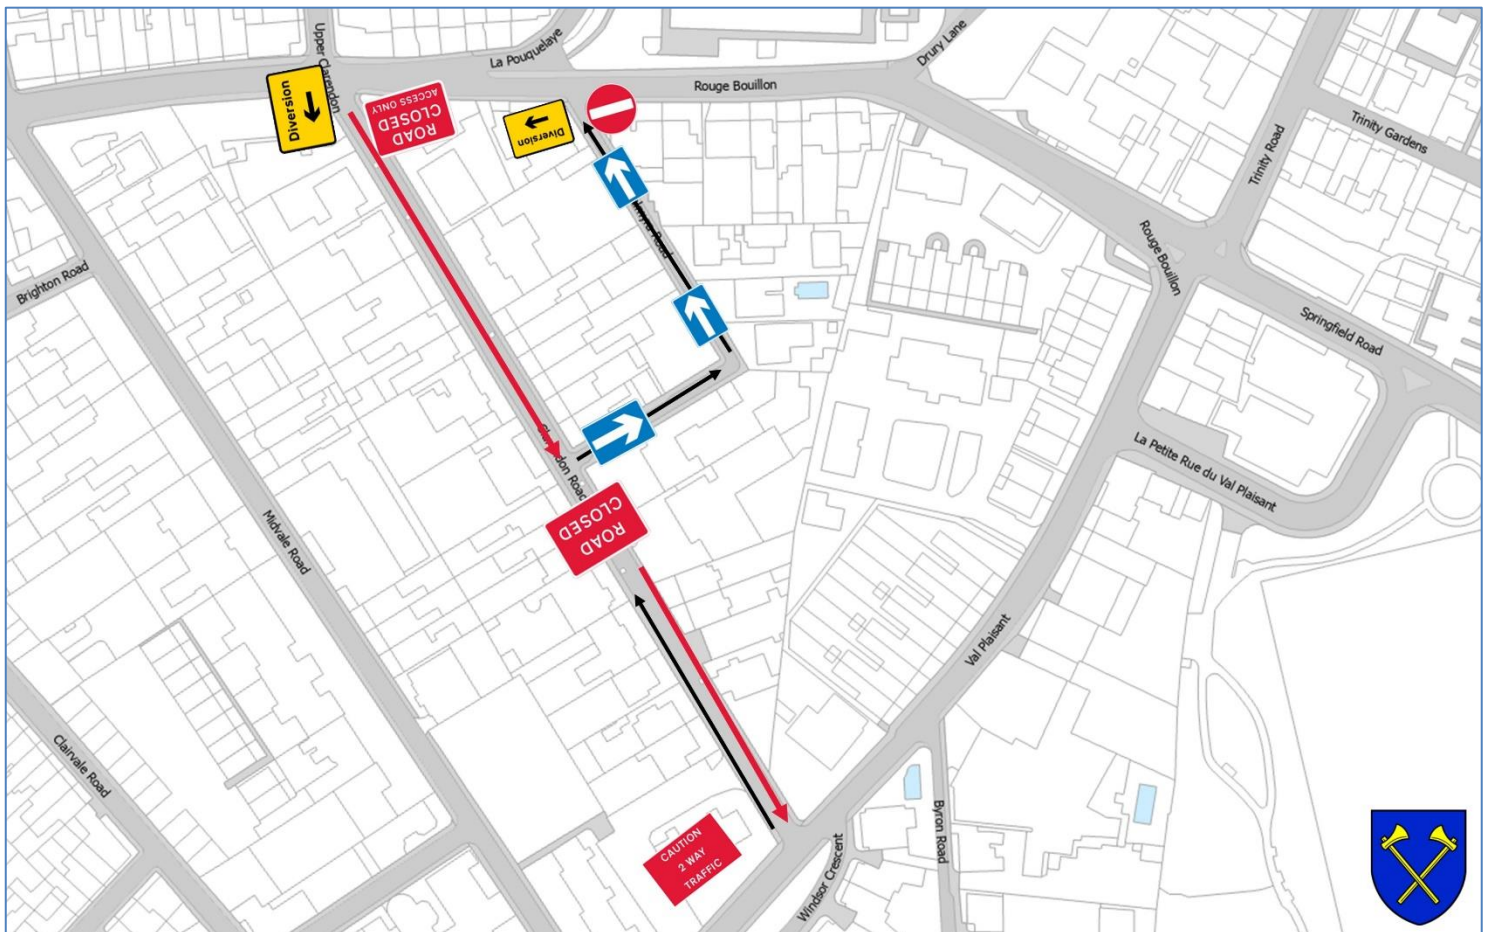 Upper Clarendon
La Pouquelaye
Drury Lane
Rouge Bouillon
Diversion
ROAD
CLOSED
ACCESS ONLY
Diversion
Trinity Road
Trinity Gardens
Rouge Bouillon
Brighton Road
Springfield Road
La Petite Rue du Val Plaisant
ROAD
CLOSED
Midvale Road
Val Plaisant
Clairvale Road
Byron Road
Windsor Crescent
CAUTION
2 WAY
TRAFFIC